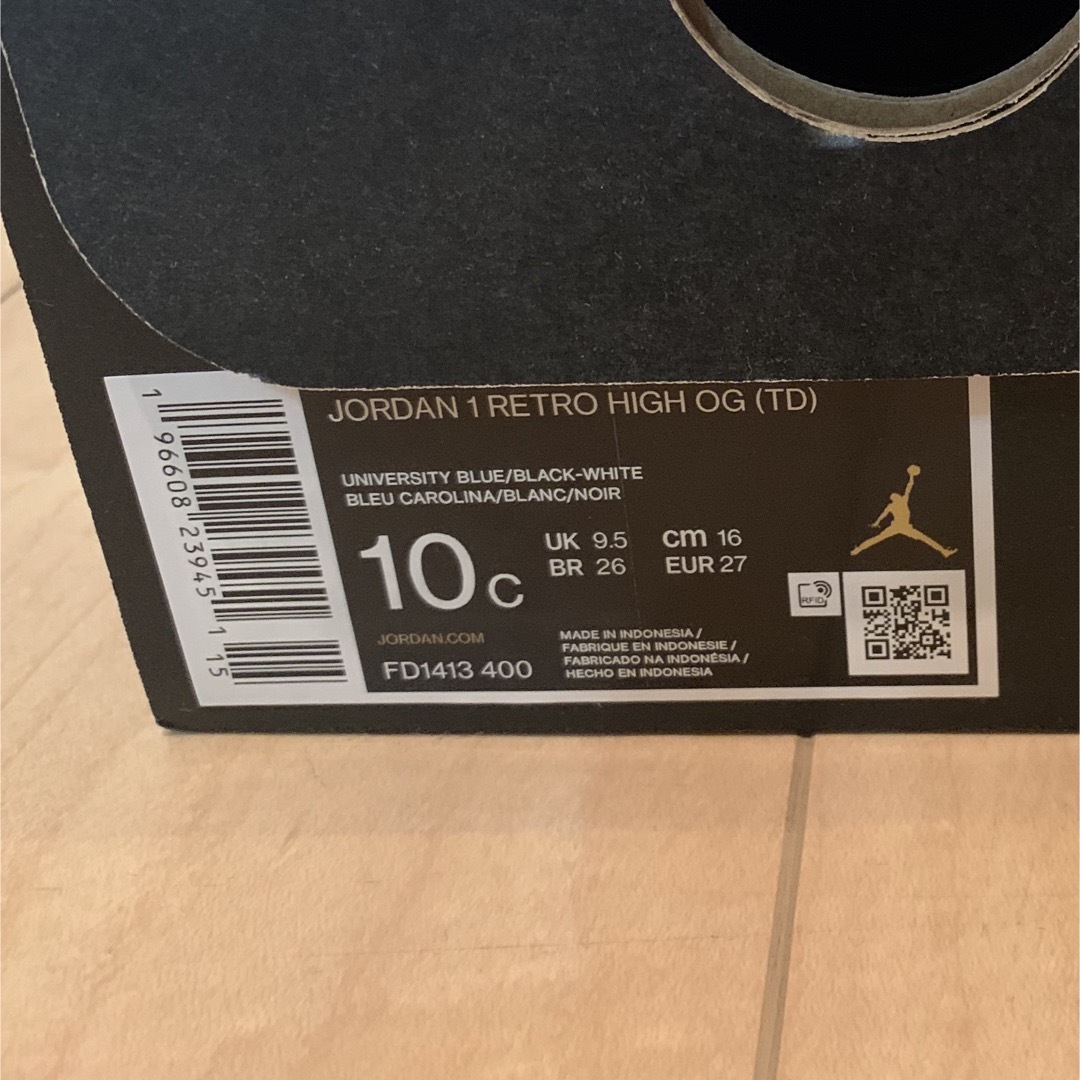 JORDAN 1 RETRO HIGH OG (TD)
UNIVERSITY BLUE/BLACK-WHITE
BLEU CAROLINA/BLANC/NOIR
10C
UK 9.5
BR 26
cm 16
EUR 27
RFID
JORDAN.COM
FD1413 400
MADE IN INDONESIA /
FABRIQUE EN INDONESIE /
FABRICADO NA INDONÉSIA /
HECHO EN INDONESIA
1 96608 23945 1 15